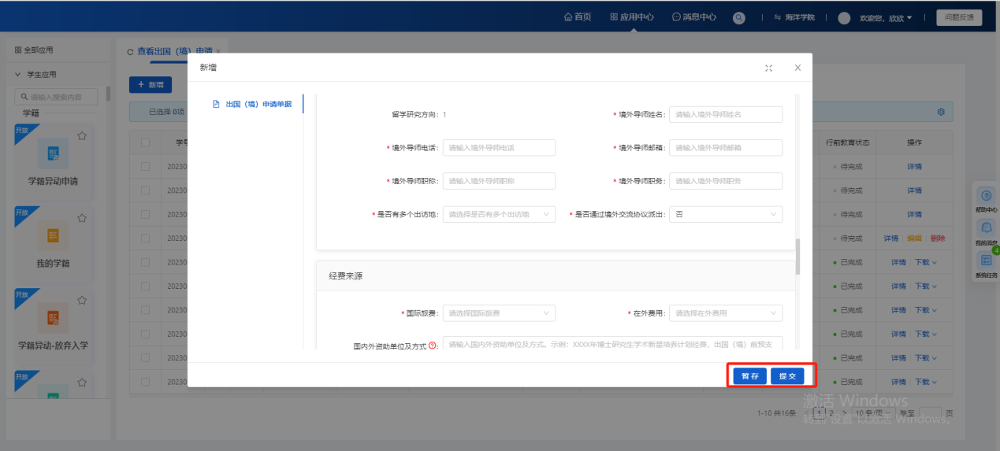 首页 应用中心 消息中心 海洋学院 欢迎您，欣欣 问题反馈
全部应用
学生应用
请输入搜索内容
学籍
开放
学籍异动申请
开放
我的学籍
开放
学籍异动-放弃入学
开放
查看出国（境）申请 ×
+ 新增
已选择 0项
学号
行前教育状态 操作
20230 待完成 详情
20230 待完成 详情
20230 待完成 详情
20230 待完成 详情 编辑 删除
20230 已完成 详情 下载
20230 已完成 详情 下载
20230 已完成 详情 下载
20230 已完成 详情 下载
20230 已完成 详情 下载
20230 已完成 详情 下载
1-10 共16条 < 1 2 > 10 条/页 跳至 页
新增
出国（境）申请单据
留学研究方向: 1
* 境外导师姓名: 请输入境外导师姓名
* 境外导师电话: 请输入境外导师电话
* 境外导师邮箱: 请输入境外导师邮箱
* 境外导师职称: 请输入境外导师职称
* 境外导师职务: 请输入境外导师职务
* 是否有多个出访地: 请选择是否有多个出访地
* 是否通过境外交流协议派出: 否
经费来源
* 国际旅费: 请选择国际旅费
* 在外费用: 请选择在外费用
国内外资助单位及方式 ?: 请输入国内外资助单位及方式。示例：XXXX年博士研究生学术新星培养计划经费，出国（境）前预支
暂存 提交
帮助中心
我的消息
4
系统任务
激活 Windows
转到"设置"以激活 Windows。